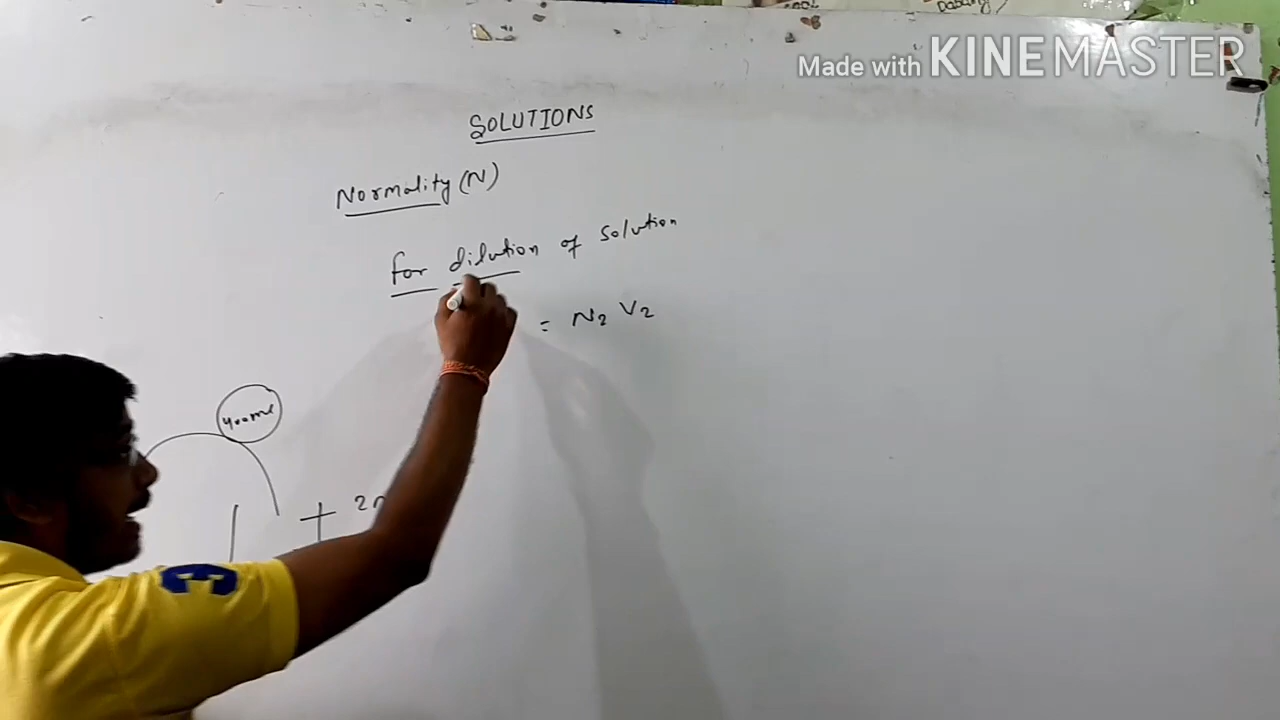 Made with KINEMASTER
SOLUTIONS
Normality (N)
for dilution of solution
= N2 V2
400ml
+